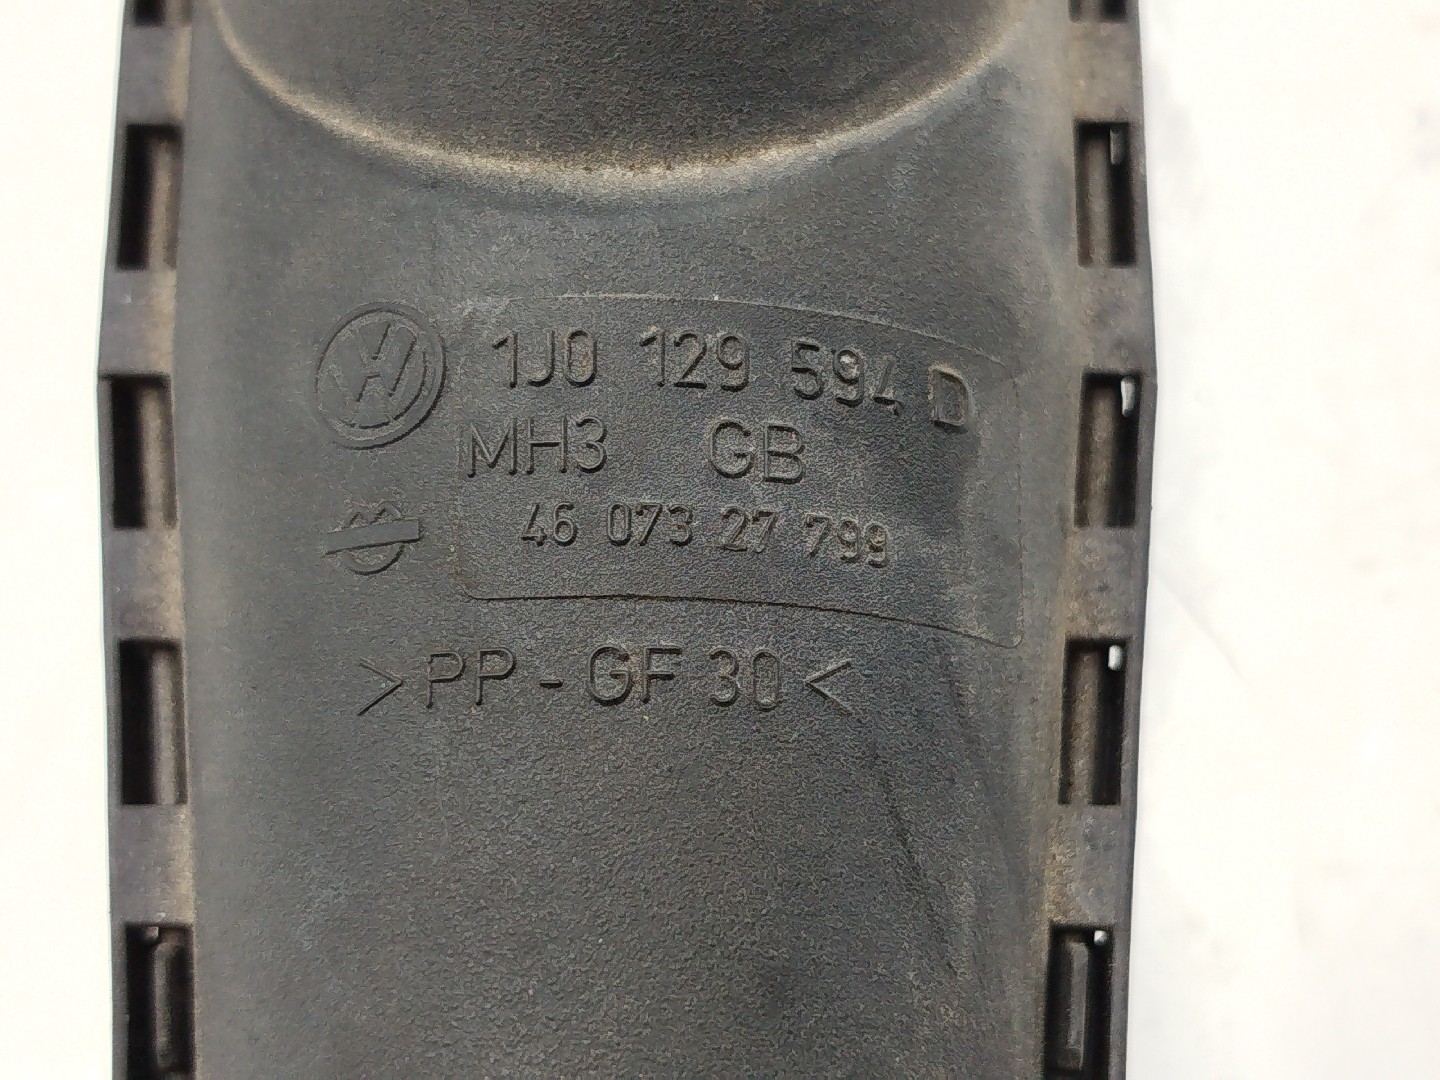 1J0 129 594 D
MH3 GB
46 073 27 799
>PP-GF 30<